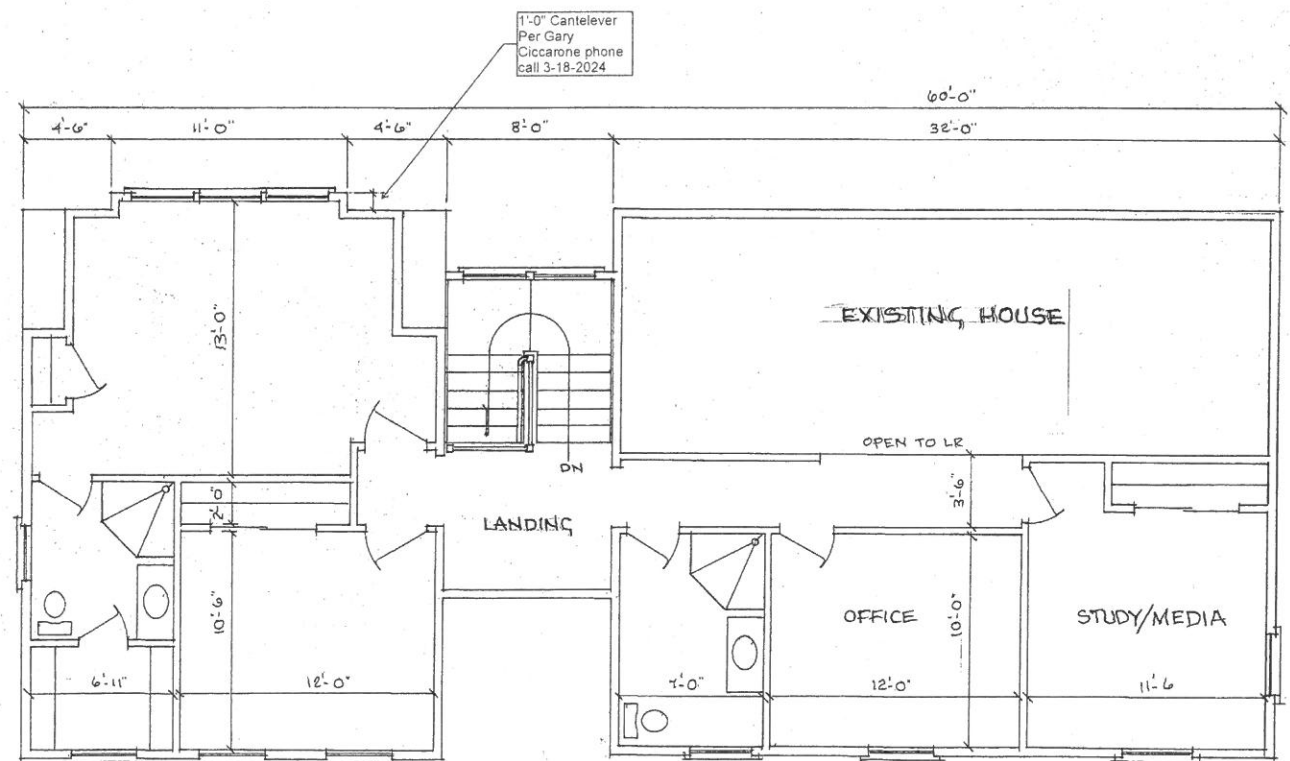 1'-0" Cantelever
Per Gary
Ciccarone phone
call 3-18-2024
60'-0"
4'-6"
11'-0"
4'-6"
8'-0"
32'-0"
13'-0"
EXISTING HOUSE
OPEN TO LR
DN
2'-0"
3'-6"
LANDING
10'-6"
OFFICE
10'-0"
STUDY/MEDIA
6'-11"
12'-0"
7'-0"
12'-0"
11'-6